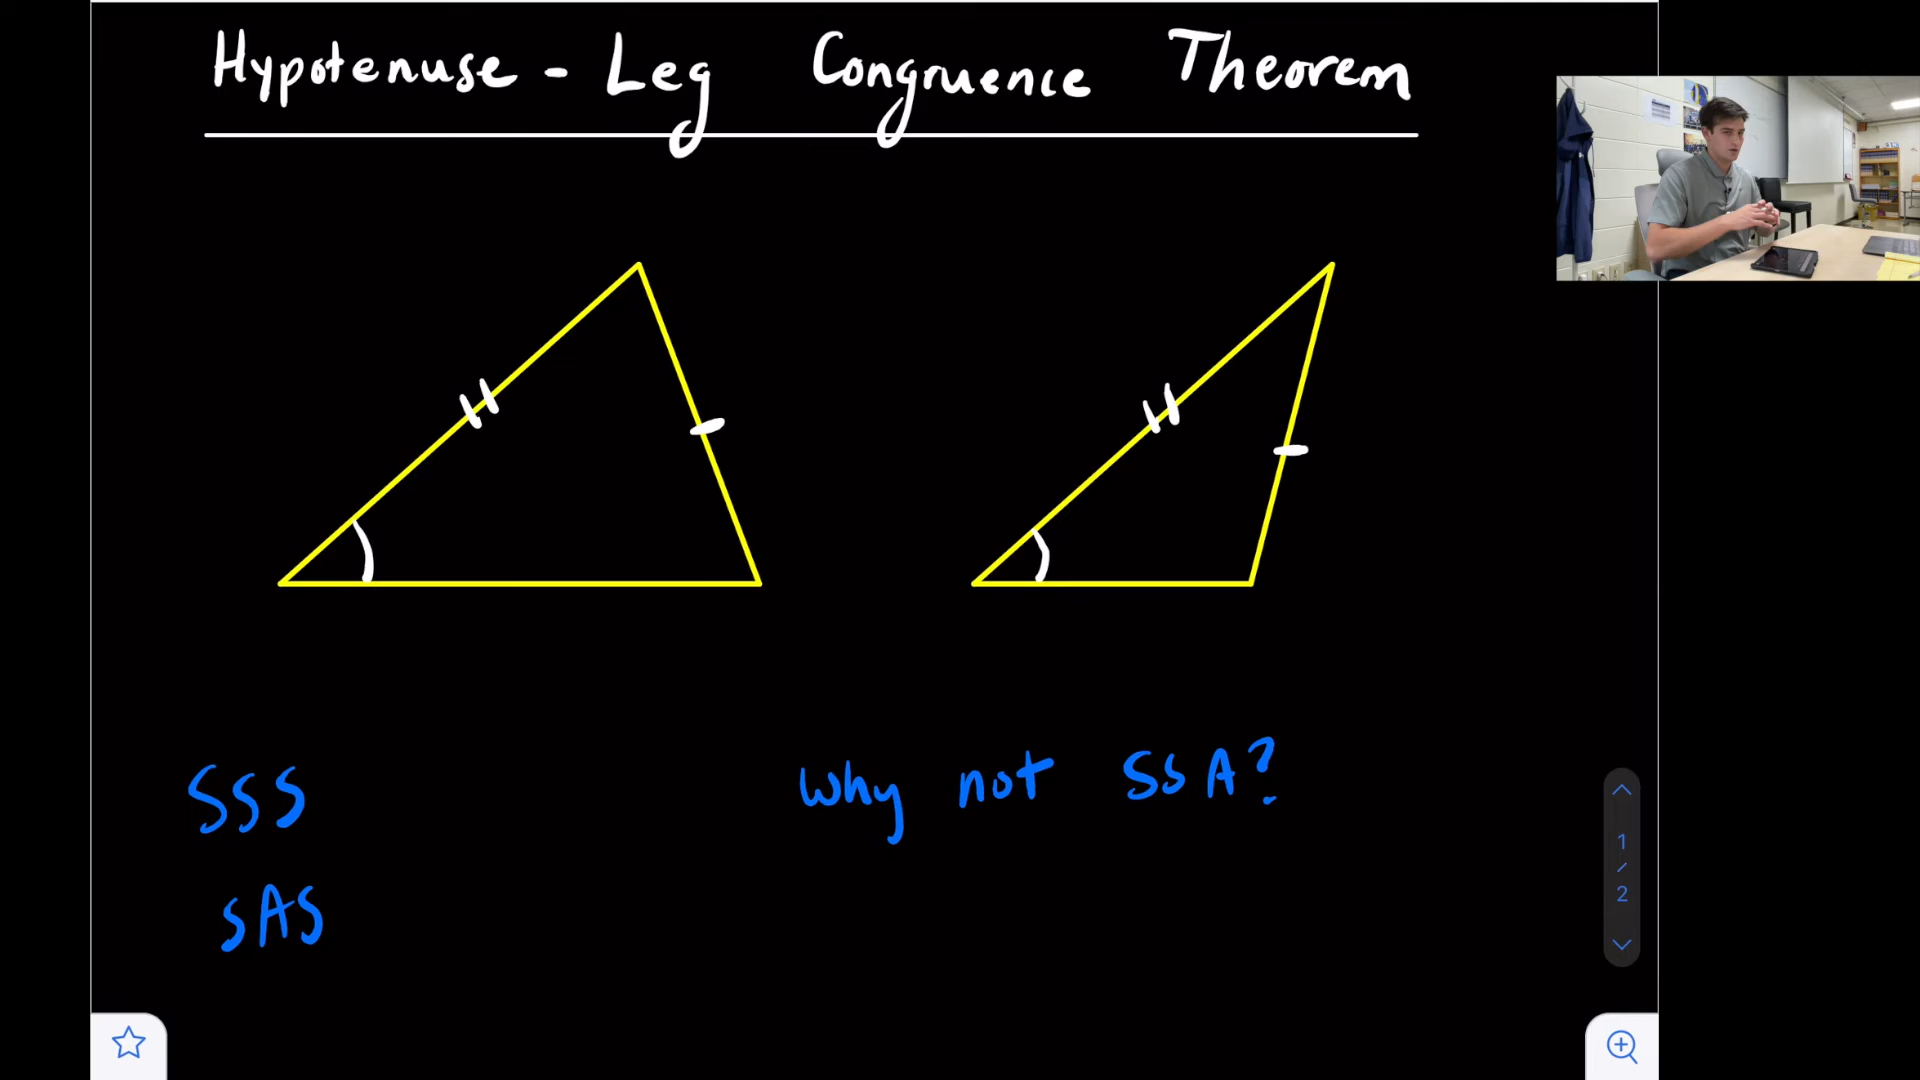 Hypotenuse - Leg Congruence Theorem
SSS
Why not SSA?
SAS
1
/
2